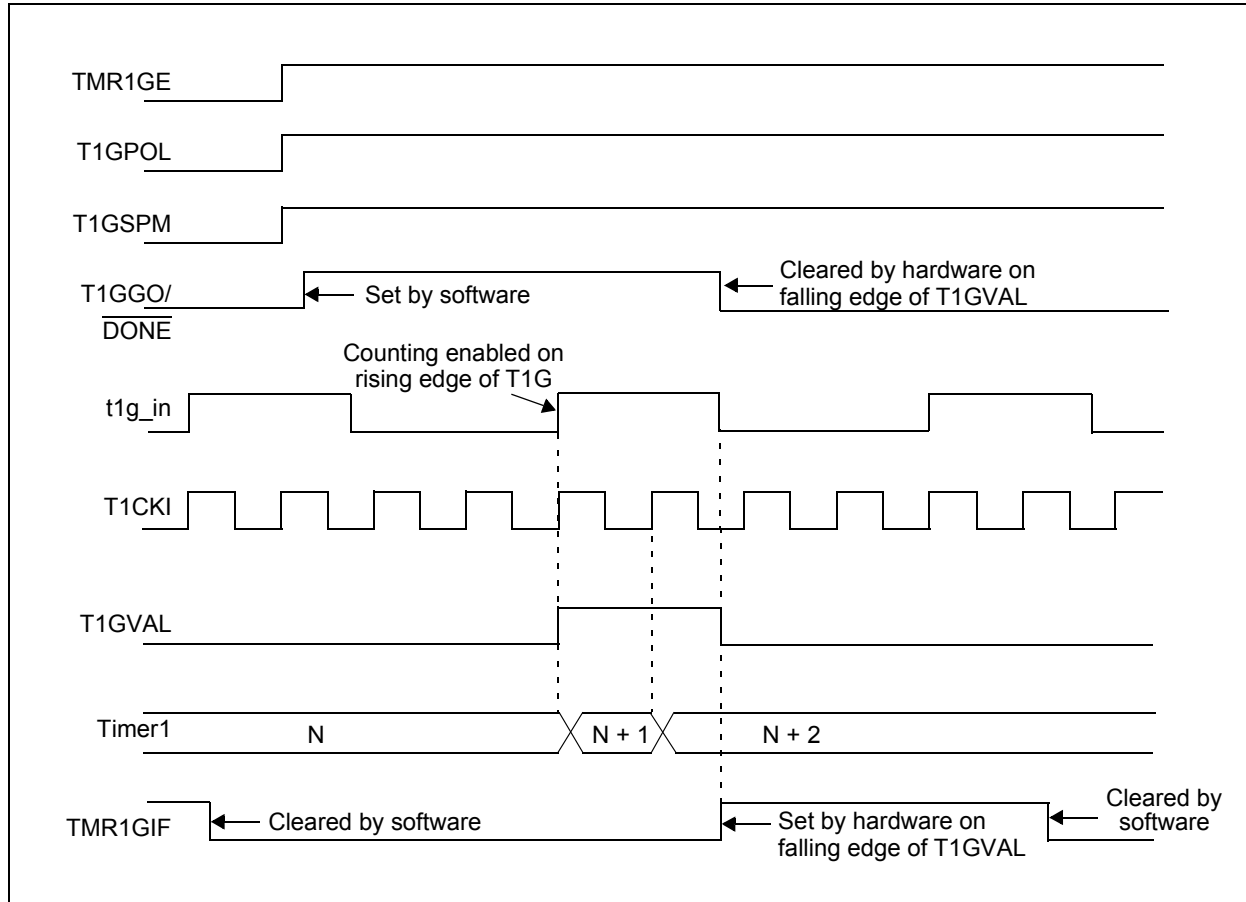 TMR1GE
T1GPOL
T1GSPM
T1GGO/
DONE
Set by software
Cleared by hardware on
falling edge of T1GVAL
Counting enabled on
rising edge of T1G
t1g_in
T1CKI
T1GVAL
Timer1
N
N + 1
N + 2
TMR1GIF
Cleared by software
Set by hardware on
falling edge of T1GVAL
Cleared by
software